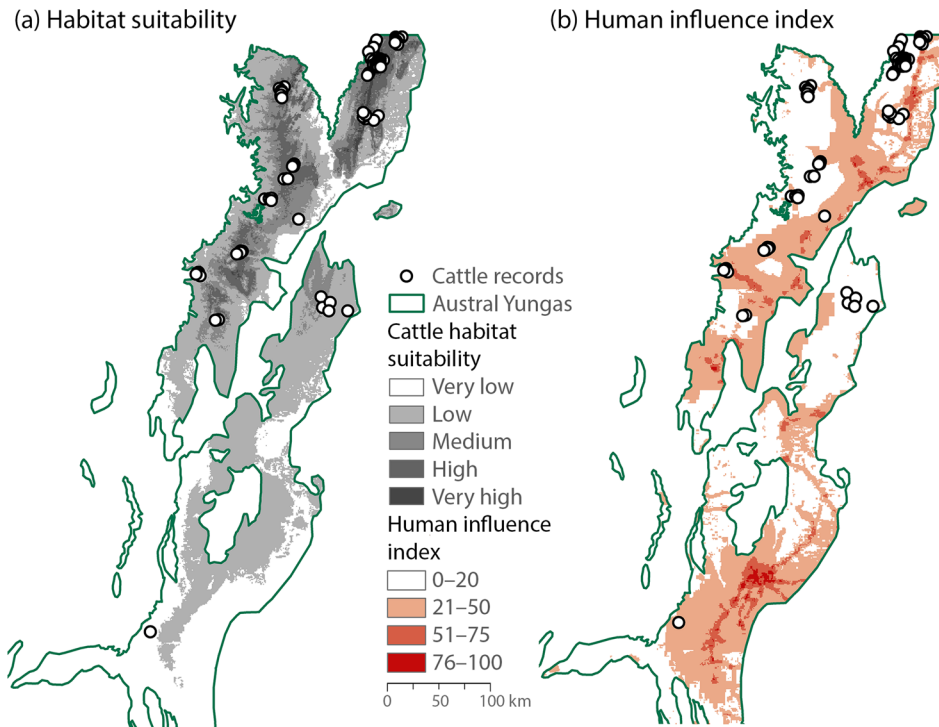 (a) Habitat suitability
(b) Human influence index
Cattle records
Austral Yungas
Cattle habitat
suitability
Very low
Low
Medium
High
Very high
Human influence
index
0–20
21–50
51–75
76–100
0 50 100 km